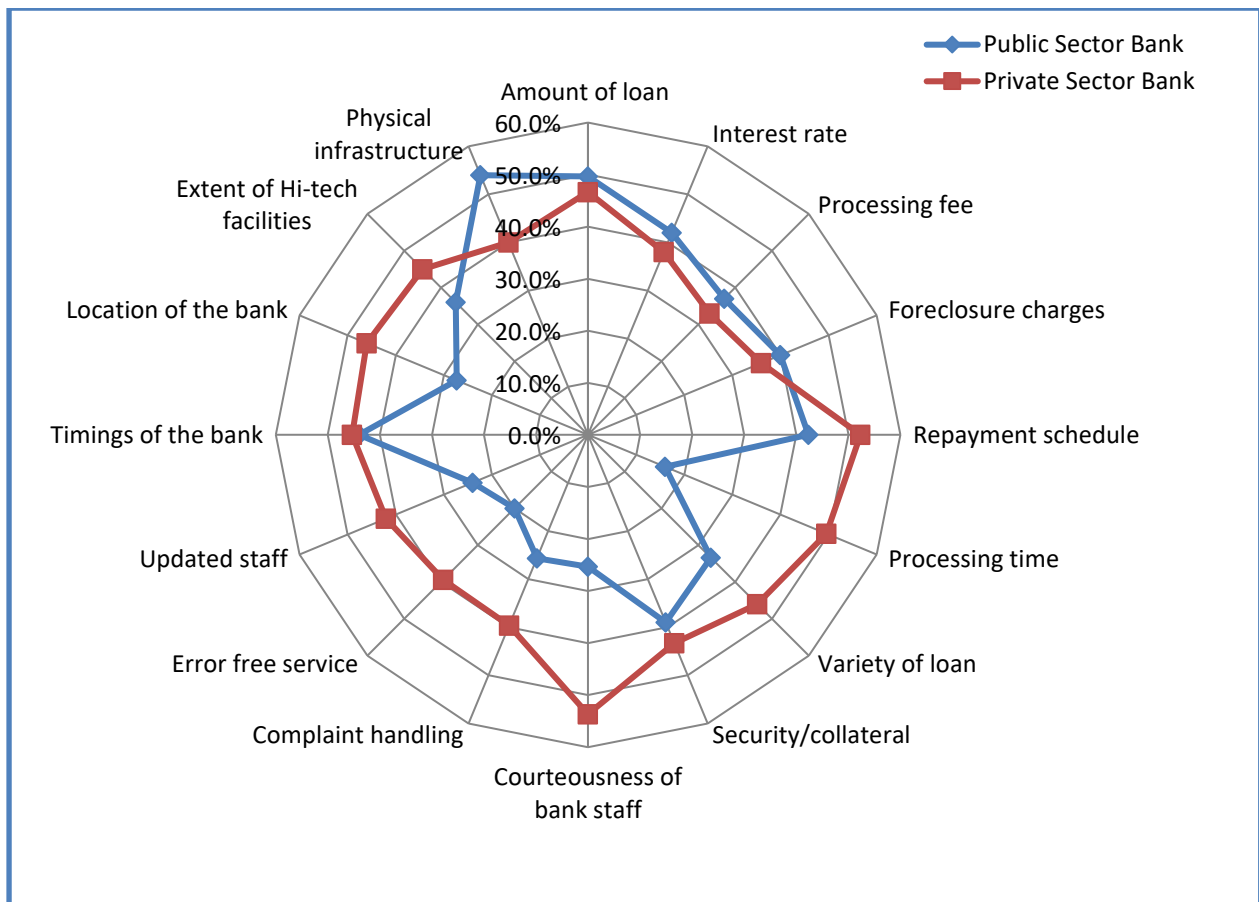 Public Sector Bank
Private Sector Bank
Amount of loan
Interest rate
Processing fee
Foreclosure charges
Repayment schedule
Processing time
Variety of loan
Security/collateral
Courteousness of
bank staff
Complaint handling
Error free service
Updated staff
Timings of the bank
Location of the bank
Extent of Hi-tech
facilities
Physical
infrastructure
60.0%
50.0%
40.0%
30.0%
20.0%
10.0%
0.0%